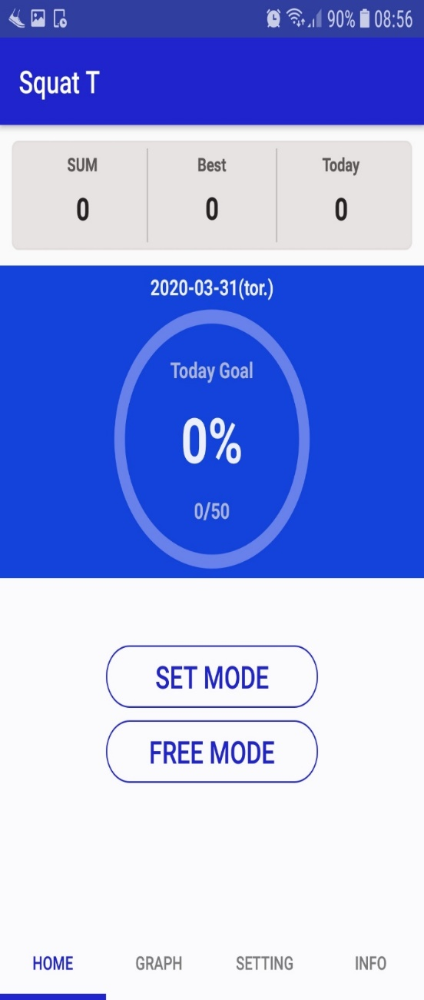 90% 08:56
Squat T
SUM Best Today
0 0 0
2020-03-31(tor.)
Today Goal
0%
0/50
SET MODE
FREE MODE
HOME GRAPH SETTING INFO